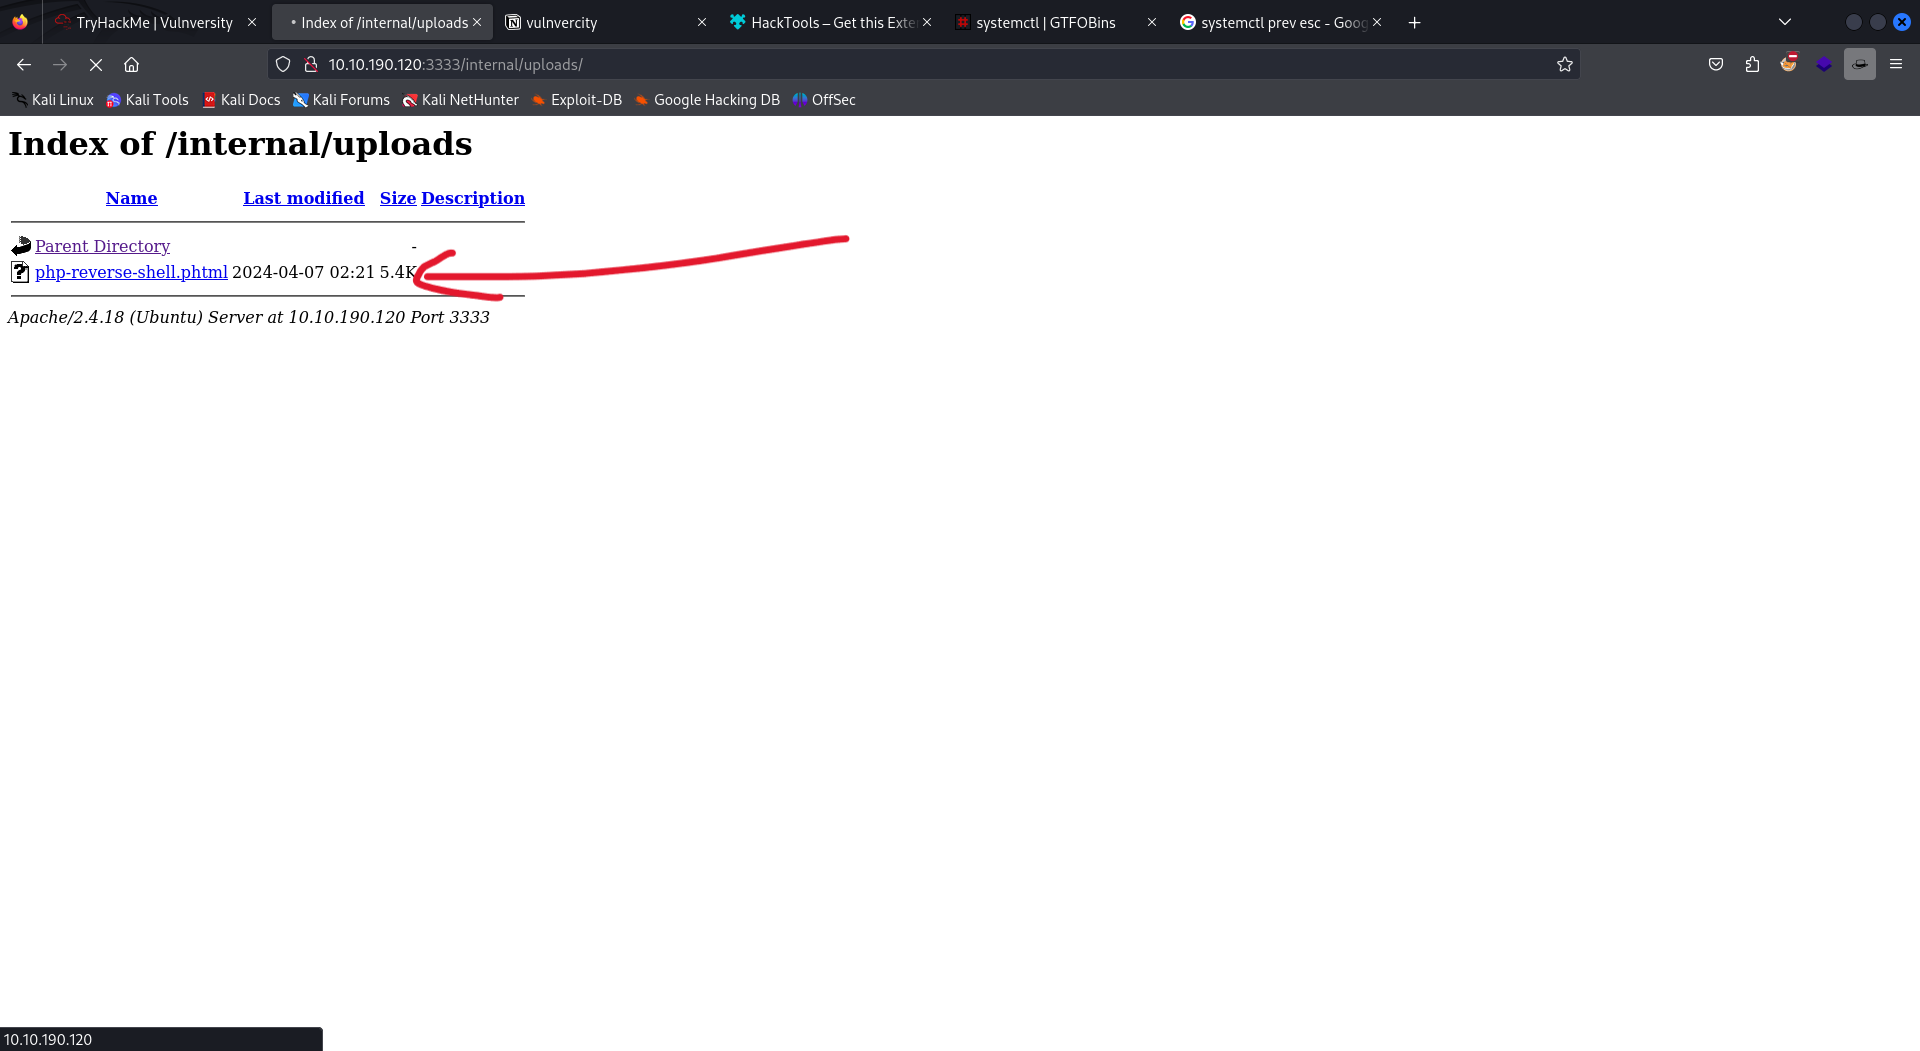 TryHackMe | Vulnversity
Index of /internal/uploads
vulnvercity
HackTools – Get this Exte
systemctl | GTFOBins
systemctl prev esc - Goog
10.10.190.120:3333/internal/uploads/
Kali Linux
Kali Tools
Kali Docs
Kali Forums
Kali NetHunter
Exploit-DB
Google Hacking DB
OffSec
Index of /internal/uploads
Name Last modified Size Description
Parent Directory -
php-reverse-shell.phtml 2024-04-07 02:21 5.4K
Apache/2.4.18 (Ubuntu) Server at 10.10.190.120 Port 3333
10.10.190.120